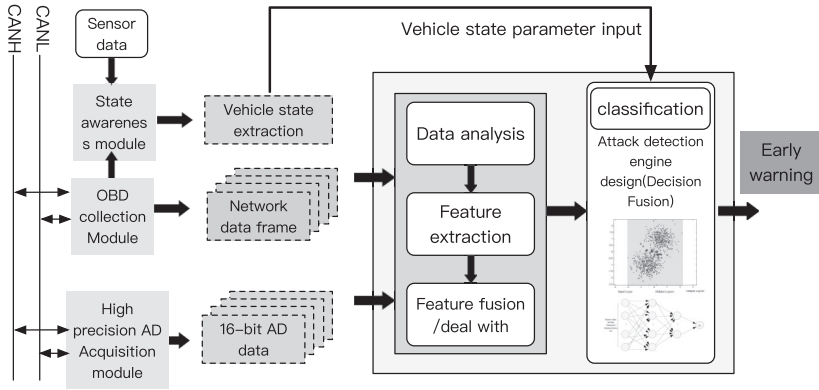 CANH
CANL
Sensor
data
Vehicle state parameter input
State
awarenes
s module
Vehicle state
extraction
OBD
collection
Module
Network
data frame
High
precision AD
Acquisition
module
16-bit AD
data
Data analysis
Feature
extraction
Feature fusion
/deal with
classification
Attack detection
engine
design(Decision
Fusion)
Early
warning